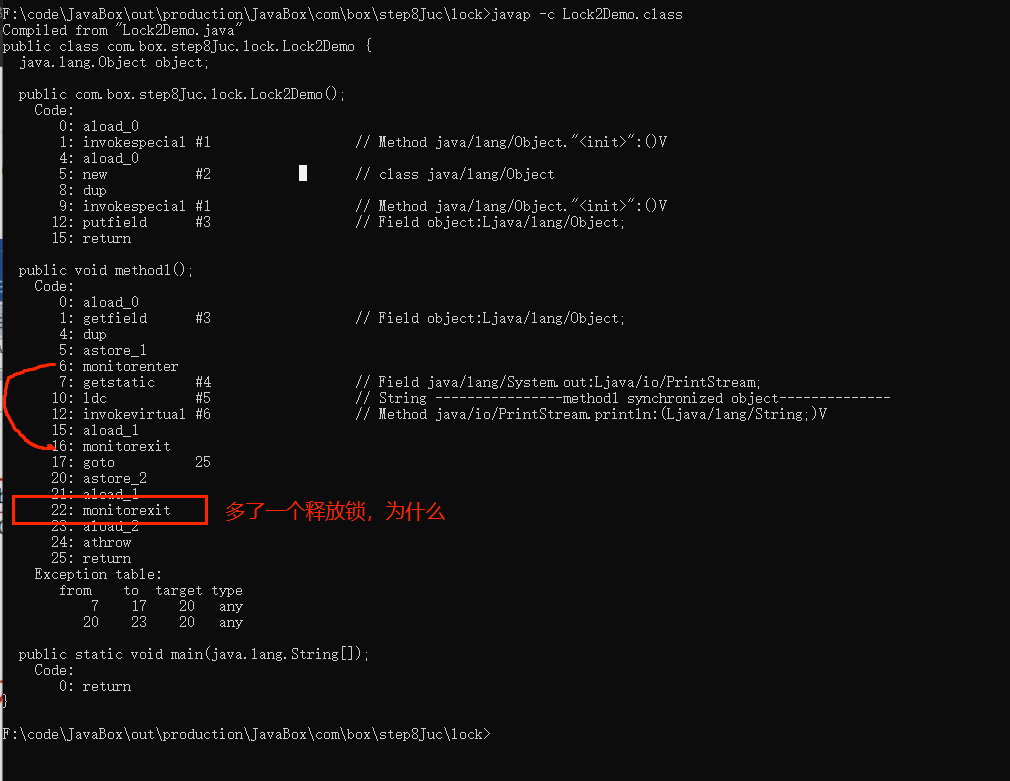 F:\code\JavaBox\out\production\JavaBox\com\box\step8Juc\lock>javap -c Lock2Demo.class
Compiled from "Lock2Demo.java"
public class com.box.step8Juc.lock.Lock2Demo {
java.lang.Object object;
public com.box.step8Juc.lock.Lock2Demo();
Code:
0: aload_0
1: invokespecial #1 // Method java/lang/Object."<init>":()V
4: aload_0
5: new #2 // class java/lang/Object
8: dup
9: invokespecial #1 // Method java/lang/Object."<init>":()V
12: putfield #3 // Field object:Ljava/lang/Object;
15: return
public void method1();
Code:
0: aload_0
1: getfield #3 // Field object:Ljava/lang/Object;
4: dup
5: astore_1
6: monitorenter
7: getstatic #4 // Field java/lang/System.out:Ljava/io/PrintStream;
10: ldc #5 // String ----------------method1 synchronized object--------------
12: invokevirtual #6 // Method java/io/PrintStream.println:(Ljava/lang/String;)V
15: aload_1
16: monitorexit
17: goto 25
20: astore_2
21: aload_1
22: monitorexit 多了一个释放锁，为什么
23: aload_2
24: athrow
25: return
Exception table:
from to target type
7 17 20 any
20 23 20 any
public static void main(java.lang.String[]);
Code:
0: return
}
F:\code\JavaBox\out\production\JavaBox\com\box\step8Juc\lock>